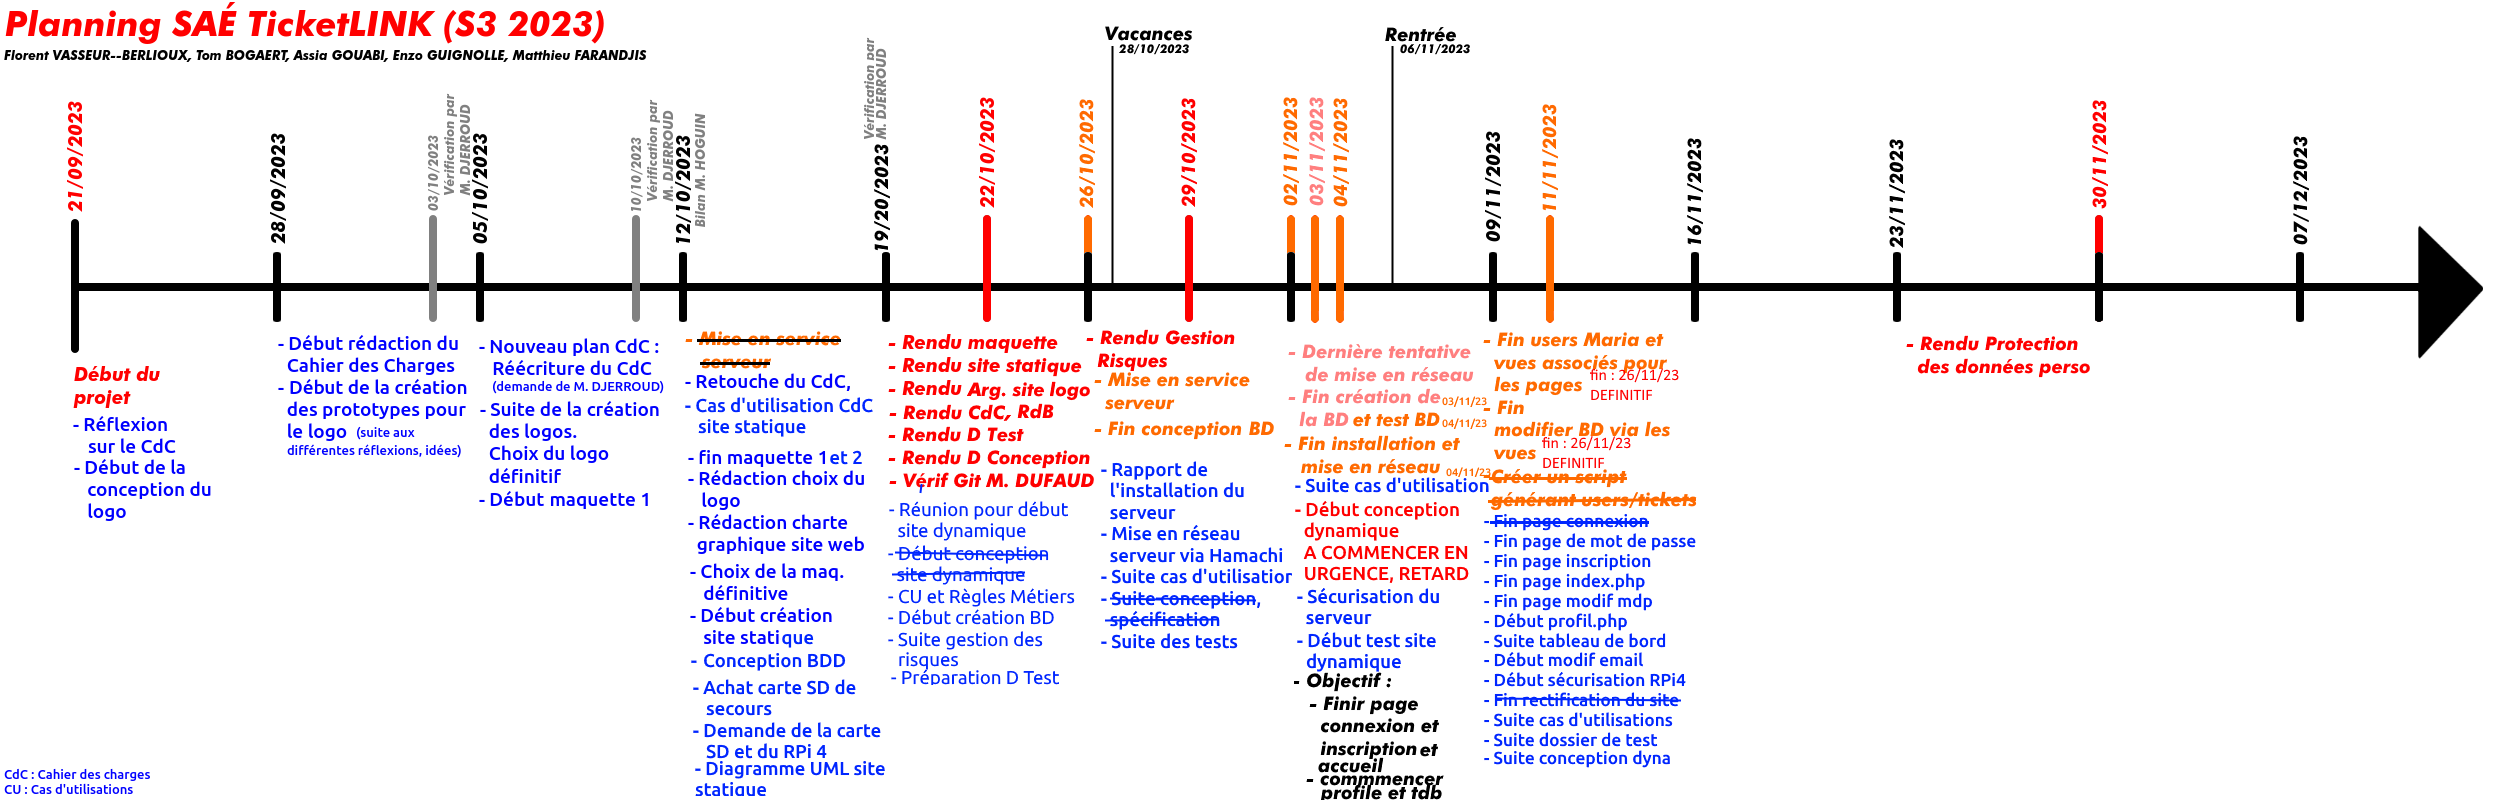 Planning SAÉ TicketLINK (S3 2023)
Florent VASSEUR--BERLIOUX, Tom BOGAERT, Assia GOUABI, Enzo GUIGNOLLE, Matthieu FARANDJIS
Vacances
28/10/2023
Rentrée
06/11/2023
21/09/2023
28/09/2023
03/10/2023
Vérification par
M. DJERROUD
05/10/2023
10/10/2023
Vérification par
M. DJERROUD
12/10/2023
Bilan M. HOGUIN
19/20/2023
Vérification par
M. DJERROUD
22/10/2023
26/10/2023
29/10/2023
02/11/2023
03/11/2023
04/11/2023
09/11/2023
11/11/2023
16/11/2023
23/11/2023
30/11/2023
07/12/2023
Début du
projet
- Réflexion
sur le CdC
- Début de la
conception du
logo
- Début rédaction du
Cahier des Charges
- Début de la création
des prototypes pour
le logo (suite aux
différentes réflexions, idées)
- Nouveau plan CdC :
Réécriture du CdC
(demande de M. DJERROUD)
- Suite de la création
des logos.
Choix du logo
définitif
- Début maquette 1
- Mise en service
serveur
- Retouche du CdC,
- Cas d'utilisation CdC
site statique
- fin maquette 1et 2
- Rédaction choix du
logo
- Rédaction charte
graphique site web
- Choix de la maq.
définitive
- Début création
site statique
- Conception BDD
- Achat carte SD de
secours
- Demande de la carte
SD et du RPi 4
- Diagramme UML site
statique
- Rendu maquette
- Rendu site statique
- Rendu Arg. site logo
- Rendu CdC, RdB
- Rendu D Test
- Rendu D Conception
- Vérif Git M. DUFAUD
- Réunion pour début
site dynamique
- Début conception
site dynamique
- CU et Règles Métiers
- Début création BD
- Suite gestion des
risques
- Préparation D Test
- Rendu Gestion
Risques
- Mise en service
serveur
- Fin conception BD
- Rapport de
l'installation du
serveur
- Mise en réseau
serveur via Hamachi
- Suite cas d'utilisation
- Suite conception,
spécification
- Suite des tests
- Dernière tentative
de mise en réseau
- Fin création de 03/11/23
la BD et test BD 04/11/23
- Fin installation et
mise en réseau 04/11/23
- Suite cas d'utilisation
- Début conception
dynamique
A COMMENCER EN
URGENCE, RETARD
- Sécurisation du
serveur
- Début test site
dynamique
- Objectif :
- Finir page
connexion et
inscription et
accueil
- commmencer
profile et tdb
- Fin users Maria et
vues associés pour
les pages fin : 26/11/23
DEFINITIF
- Fin
modifier BD via les
vues fin : 26/11/23
DEFINITIF
- Créer un script
générant users/tickets
- Fin page connexion
- Fin page de mot de passe
- Fin page inscription
- Fin page index.php
- Fin page modif mdp
- Début profil.php
- Suite tableau de bord
- Début modif email
- Début sécurisation RPi4
- Fin rectification du site
- Suite cas d'utilisations
- Suite dossier de test
- Suite conception dyna
- Rendu Protection
des données perso
CdC : Cahier des charges
CU : Cas d'utilisations